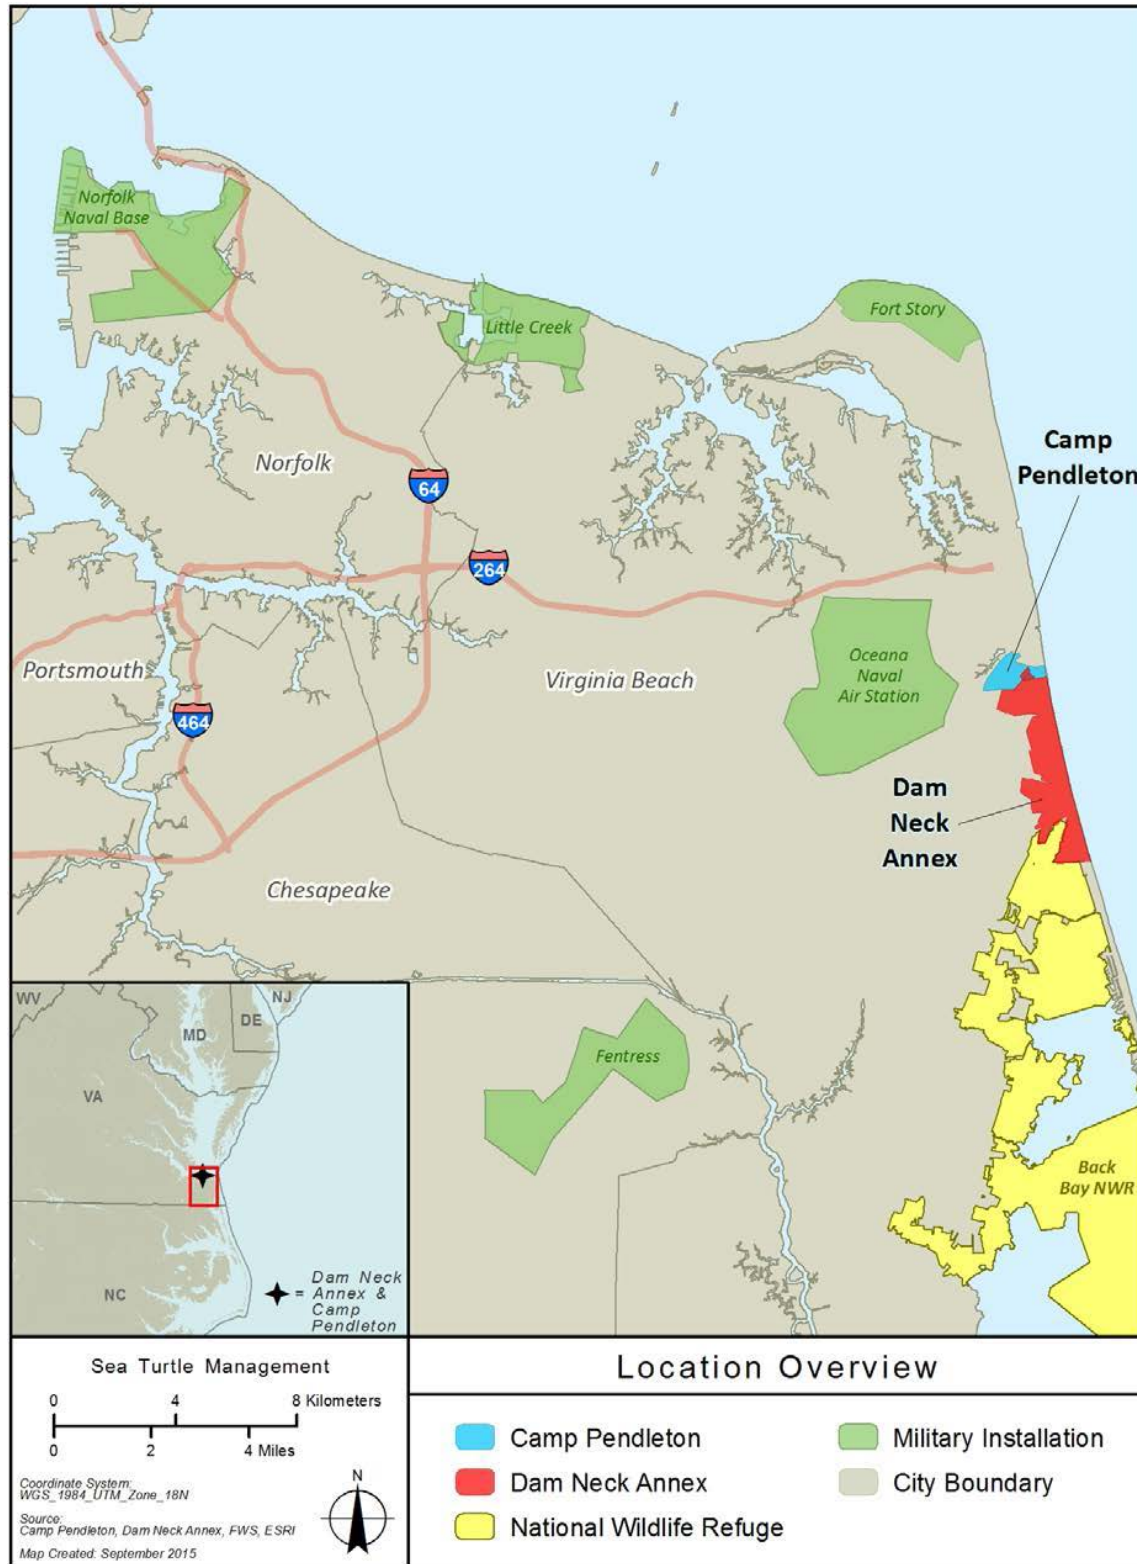 Norfolk
Naval Base
Little Creek
Fort Story
Camp
Pendleton
Norfolk
64
264
Portsmouth
Virginia Beach
Oceana
Naval
Air Station
464
Dam
Neck
Annex
Chesapeake
Fentress
Back
Bay NWR
WV
NJ
MD
DE
VA
NC
= Dam Neck
Annex &
Camp
Pendleton
Sea Turtle Management
0 4 8 Kilometers
0 2 4 Miles
Coordinate System:
WGS_1984_UTM_Zone_18N
Source:
Camp Pendleton, Dam Neck Annex, FWS, ESRI
Map Created: September 2015
N
Location Overview
Camp Pendleton
Dam Neck Annex
National Wildlife Refuge
Military Installation
City Boundary